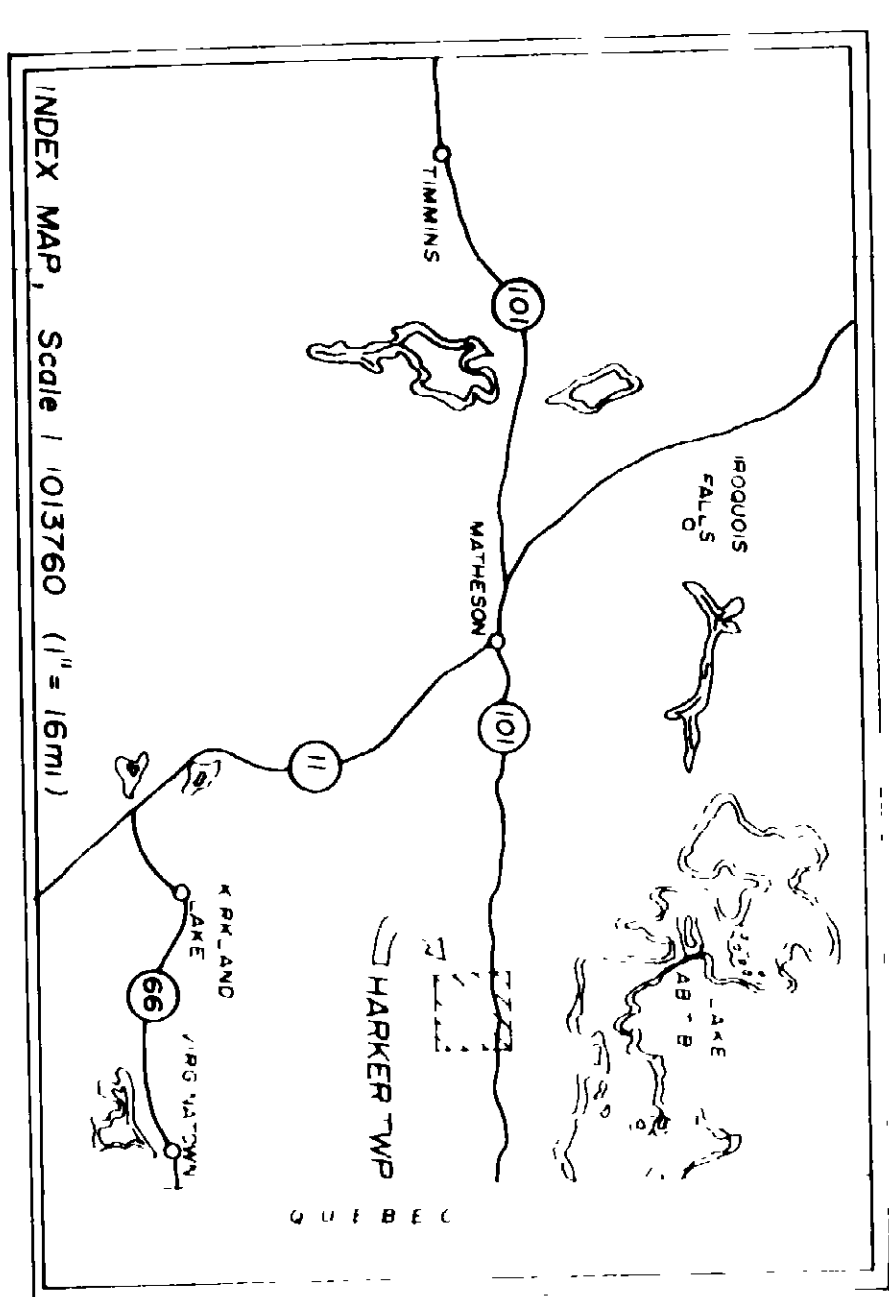 TIMMINS
101
IROQUOIS
FALLS
MATHESON
101
11
LAKE
66
HARKER TWP
QUEBEC
INDEX MAP, Scale 1 1013760 (1" = 16mi)